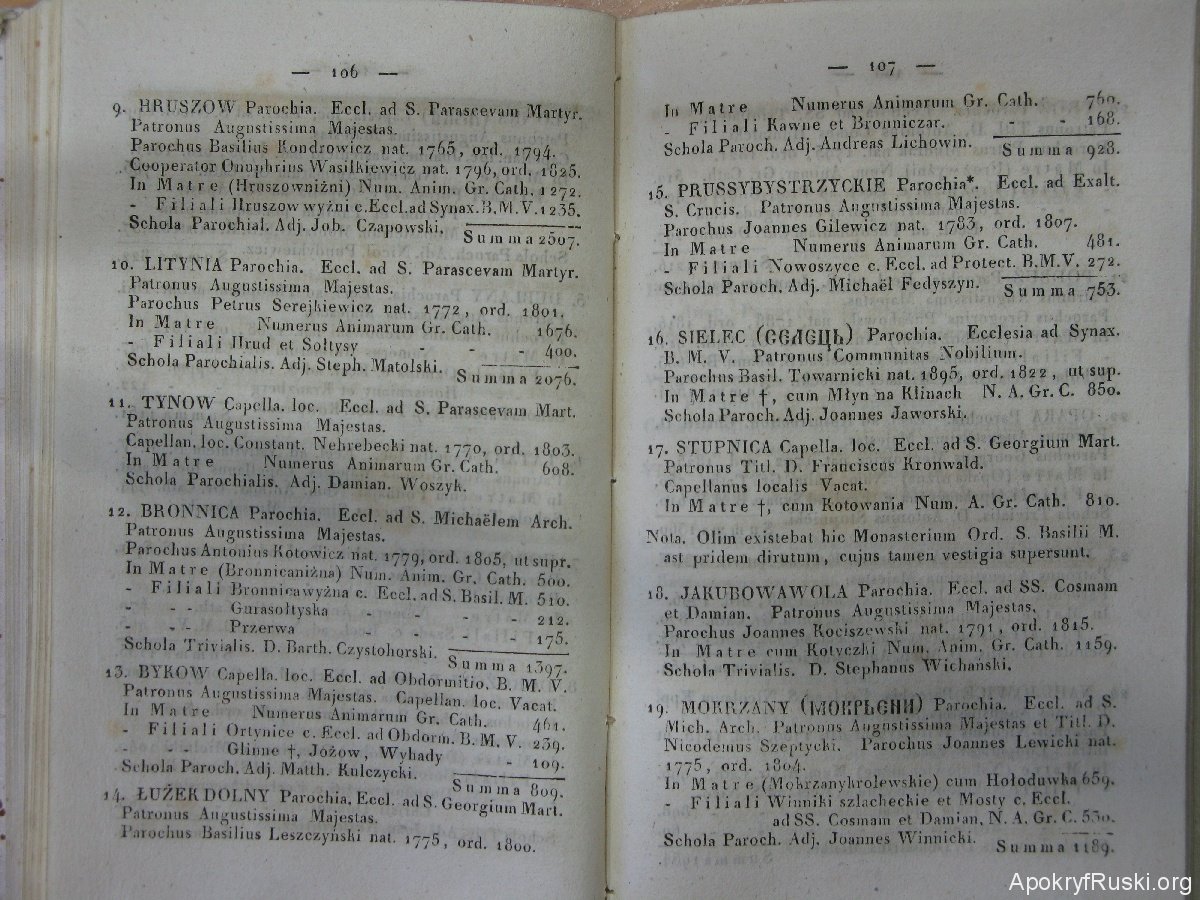 — 106 —
9. HRUSZOW Parochia. Eccl. ad S. Parascevam Martyr.
Patronus Augustissima Majestas.
Parochus Basilius Kondrowicz nat. 1765, ord. 1794.
Cooperator Onuphrius Wasilkiewicz nat. 1796, ord. 1825.
In Matre (Hruszowniżni) Num. Anim. Gr. Cath. 1272.
- Filiali Hruszow wyżni c. Eccl. ad Synax. B. M. V. 1235.
Schola Parochial. Adj. Job. Czapowski.
Summa 2507.
10. LITYNIA Parochia. Eccl. ad S. Parascevam Martyr.
Patronus Augustissima Majestas.
Parochus Petrus Serejkiewicz nat. 1772, ord. 1801.
In Matre Numerus Animarum Gr. Cath. 1676.
- Filiali Hrud et Sołtysy - - - 400.
Schola Parochialis. Adj. Steph. Matolski.
Summa 2076.
11. TYNOW Capella. loc. Eccl. ad S. Parascevam Mart.
Patronus Augustissima Majestas.
Capellan. loc. Constant. Nehrebecki nat. 1770, ord. 1803.
In Matre Numerus Animarum Gr. Cath. 608.
Schola Parochialis. Adj. Damian. Woszyk.
12. BRONNICA Parochia. Eccl. ad S. Michaëlem Arch.
Patronus Augustissima Majestas.
Parochus Antonius Kotowicz nat. 1779, ord. 1805, ut supr.
In Matre (Bronnicaniżna) Num. Anim. Gr. Cath. 500.
- Filiali Bronnicawyżna c. Eccl. ad S. Basil. M. 510.
- - - Gurasołtyska - - - - 212.
- - - Przerwa - - - - 175.
Schola Trivialis. D. Barth. Czystohorski.
Summa 1397.
13. BYKOW Capella. loc. Eccl. ad Obdormitio. B. M. V.
Patronus Augustissima Majestas. Capellan. loc. Vacat.
In Matre Numerus Animarum Gr. Cath. 461.
- Filiali Ortynice c. Eccl. ad Obdorm. B. M. V. 239.
- - - Glinne †, Jożow, Wyhady - 109.
Schola Paroch. Adj. Matth. Kulczycki.
Summa 809.
14. ŁUŻEK DOLNY Parochia. Eccl. ad S. Georgium Mart.
Patronus Augustissima Majestas.
Parochus Basilius Leszczyński nat. 1775, ord. 1800.
— 107 —
In Matre Numerus Animarum Gr. Cath. 760.
- Filiali Kawne et Bronniczar. - - 168.
Schola Paroch. Adj. Andreas Lichowin.
Summa 928.
15. PRUSSYBYSTRZYCKIE Parochia*. Eccl. ad Exalt.
S. Crucis. Patronus Augustissima Majestas.
Parochus Joannes Gilewicz nat. 1783, ord. 1807.
In Matre Numerus Animarum Gr. Cath. 481.
- Filiali Nowoszyce c. Eccl. ad Protect. B. M. V. 272.
Schola Paroch. Adj. Michaël Fedyszyn.
Summa 753.
16. SIELEC (СЄЛЄЦЬ) Parochia. Ecclesia ad Synax.
B. M. V. Patronus Communitas Nobilium.
Parochus Basil. Towarnicki nat. 1895, ord. 1822, ut sup.
In Matre †, cum Młyn na Klinach N. A. Gr. C. 850.
Schola Paroch. Adj. Joannes Jaworski.
17. STUPNICA Capella. loc. Eccl. ad S. Georgium Mart.
Patronus Titl. D. Franciscus Kronwald.
Capellanus localis Vacat.
In Matre †, cum Kotowania Num. A. Gr. Cath. 810.
Nota. Olim existebat hic Monasterium Ord. S. Basilii M.
ast pridem dirutum, cujus tamen vestigia supersunt.
18. JAKUBOWAWOLA Parochia. Eccl. ad SS. Cosmam
et Damian. Patronus Augustissima Majestas.
Parochus Joannes Kociszewski nat. 1791, ord. 1815.
In Matre cum Kotyczki Num. Anim. Gr. Cath. 1159.
Schola Trivialis. D. Stephanus Wichański.
19. MOKRZANY (МОКРѢЄНИ) Parochia. Eccl. ad S.
Mich. Arch. Patronus Augustissima Majestas et Titl. D.
Nicodemus Szeptycki. Parochus Joannes Lewicki nat.
1775, ord. 1804.
In Matre (Mokrzanykrolewskie) cum Hołoduwka 659.
- Filiali Winniki szlacheckie et Mosty c. Eccl.
ad SS. Cosmam et Damian. N. A. Gr. C. 530.
Schola Paroch. Adj. Joannes Winnicki.
Summa 1189.
ApokryfRuski.org